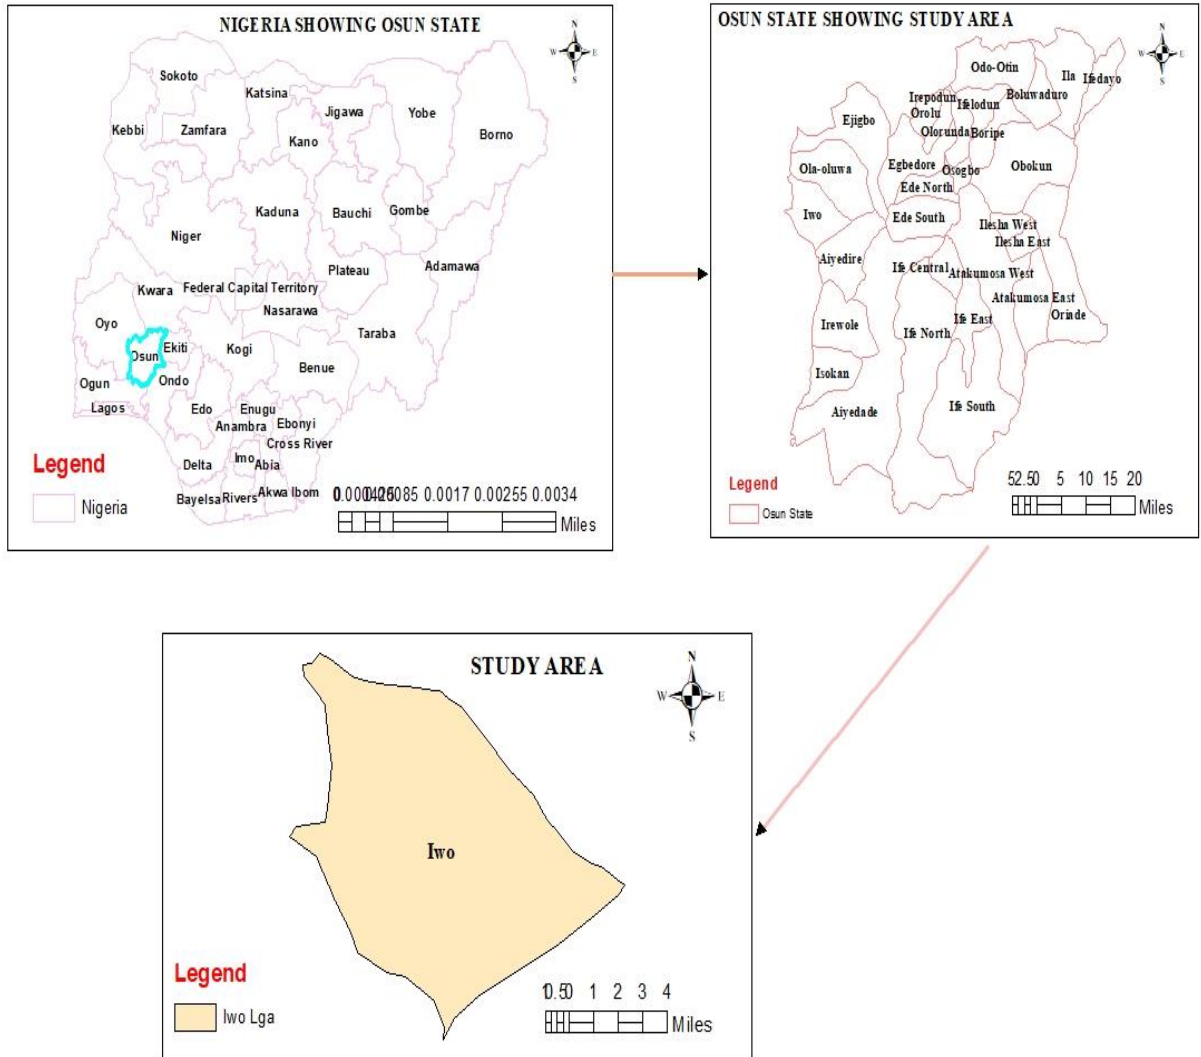 NIGERIA SHOWING OSUN STATE
N
W E
S
Sokoto
Katsina
Jigawa
Yobe
Borno
Kebbi
Zamfara
Kano
Kaduna
Bauchi
Gombe
Niger
Plateau
Adamawa
Kwara
Federal Capital Territory
Nasarawa
Oyo
Taraba
Osun
Ekiti
Kogi
Benue
Ogun
Ondo
Lagos
Edo
Enugu
Anambra
Ebonyi
Cross River
Delta
Imo
Abia
Bayelsa
Rivers
Akwa Ibom
Legend
Nigeria
0.0017 0.00255 0.0034
Miles
OSUN STATE SHOWING STUDY AREA
N
W E
S
Odo-Otin
Ila
Ifedayo
Boluwaduro
Irepodun
Ifelodun
Orolu
Ejigbo
Olorunda
Boripe
Ola-oluwa
Egbedore
Osogbo
Obokun
Ede North
Iwo
Ede South
Ilesha West
Ilesha East
Aiyedire
Ife Central
Atakumosa West
Atakumosa East
Oriade
Irewole
Ife North
Ife East
Isokan
Aiyedade
Ife South
Legend
Osun State
52.50 5 10 15 20
Miles
STUDY AREA
N
W E
S
Iwo
Legend
Iwo Lga
10.50 1 2 3 4
Miles